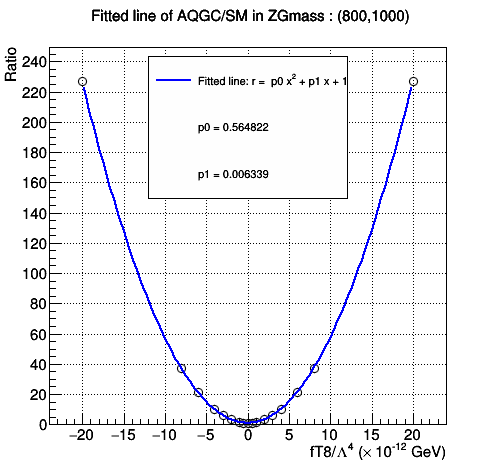 Fitted line of AQGC/SM in ZGmass : (800,1000)
Ratio
240
220
200
180
160
140
120
100
80
60
40
20
0
Fitted line: r = p0 x² + p1 x + 1
p0 = 0.564822
p1 = 0.006339
−20 −15 −10 −5 0 5 10 15 20
fT8/Λ⁴ (× 10⁻¹² GeV)